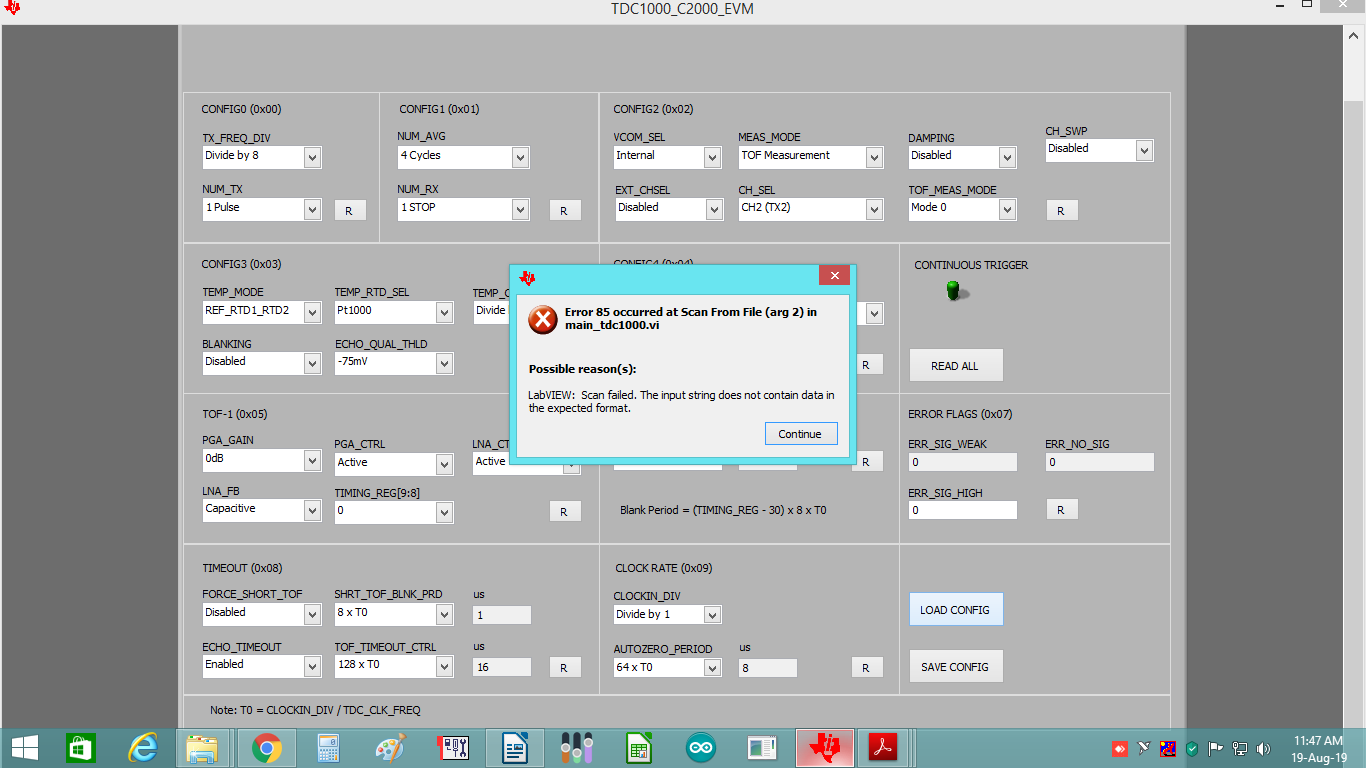 TDC1000_C2000_EVM
CONFIG0 (0x00)
TX_FREQ_DIV
Divide by 8
NUM_TX
1 Pulse
R
CONFIG1 (0x01)
NUM_AVG
4 Cycles
NUM_RX
1 STOP
R
CONFIG2 (0x02)
VCOM_SEL
Internal
MEAS_MODE
TOF Measurement
DAMPING
Disabled
CH_SWP
Disabled
EXT_CHSEL
Disabled
CH_SEL
CH2 (TX2)
TOF_MEAS_MODE
Mode 0
R
CONFIG3 (0x03)
TEMP_MODE
REF_RTD1_RTD2
TEMP_RTD_SEL
Pt1000
TEMP_C
Divide
BLANKING
Disabled
ECHO_QUAL_THLD
-75mV
CONFIG4 (0x04)
R
CONTINUOUS TRIGGER
READ ALL
Error 85 occurred at Scan From File (arg 2) in
main_tdc1000.vi
Possible reason(s):
LabVIEW: Scan failed. The input string does not contain data in
the expected format.
Continue
TOF-1 (0x05)
PGA_GAIN
0dB
PGA_CTRL
Active
LNA_CT
Active
LNA_FB
Capacitive
TIMING_REG[9:8]
0
R
R
Blank Period = (TIMING_REG - 30) x 8 x T0
ERROR FLAGS (0x07)
ERR_SIG_WEAK
0
ERR_NO_SIG
0
ERR_SIG_HIGH
0
R
TIMEOUT (0x08)
FORCE_SHORT_TOF
Disabled
SHRT_TOF_BLNK_PRD
8 x T0
us
1
ECHO_TIMEOUT
Enabled
TOF_TIMEOUT_CTRL
128 x T0
us
16
R
CLOCK RATE (0x09)
CLOCKIN_DIV
Divide by 1
AUTOZERO_PERIOD
64 x T0
us
8
R
LOAD CONFIG
SAVE CONFIG
Note: T0 = CLOCKIN_DIV / TDC_CLK_FREQ
11:47 AM
19-Aug-19